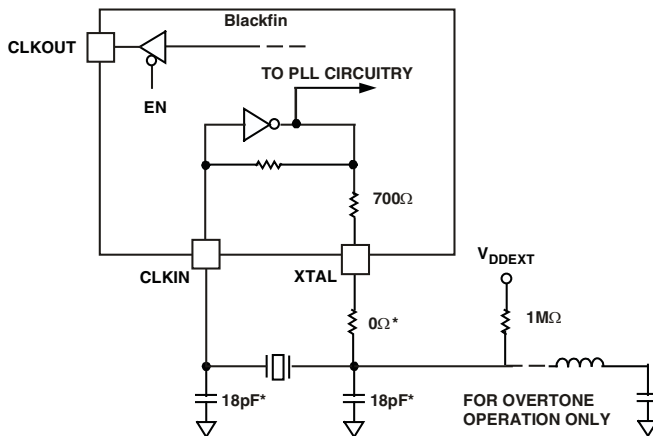 Blackfin
CLKOUT
TO PLL CIRCUITRY
EN
700Ω
CLKIN
XTAL
V_DDEXT
0Ω*
1MΩ
18pF*
18pF*
FOR OVERTONE
OPERATION ONLY